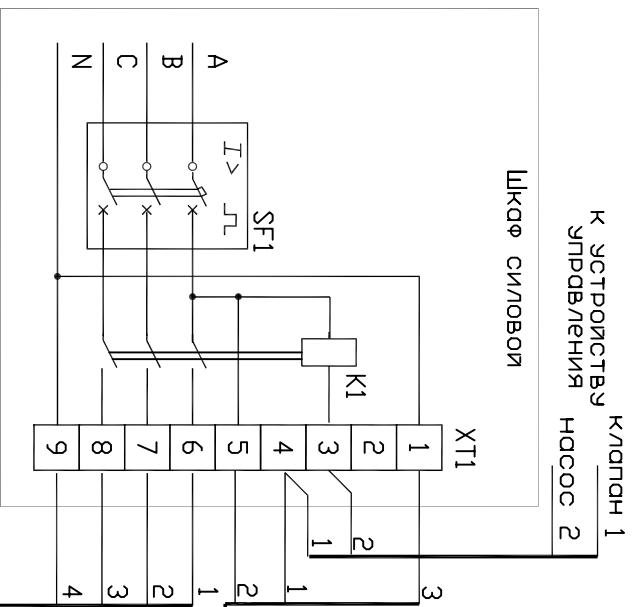 К устройству
управления
Клапан 1
Насос 2
Шкаф силовой
A
B
C
N
I>
SF1
K1
XT1
1
2
3
4
5
6
7
8
9
1
2
3
4
1
2
3
1
2